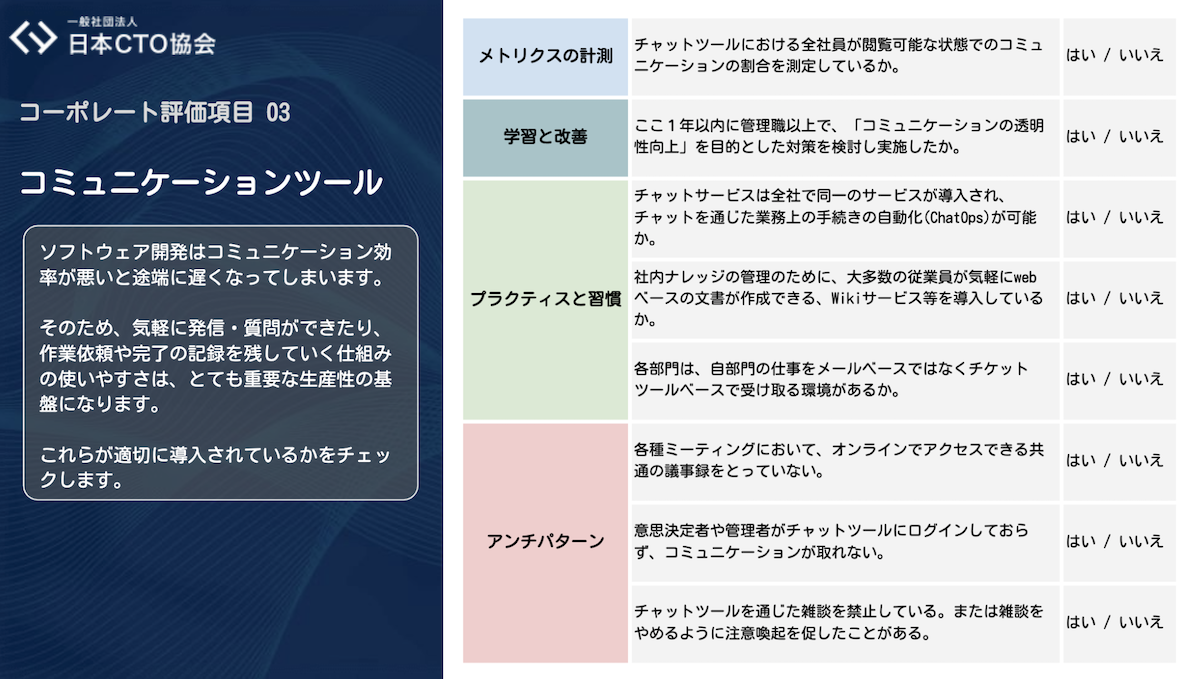 一般社団法人
日本CTO協会
コーポレート評価項目 03
コミュニケーションツール
ソフトウェア開発はコミュニケーション効
率が悪いと途端に遅くなってしまいます。
そのため、気軽に発信・質問ができたり、
作業依頼や完了の記録を残していく仕組み
の使いやすさは、とても重要な生産性の基
盤になります。
これらが適切に導入されているかをチェッ
クします。
メトリクスの計測
チャットツールにおける全社員が閲覧可能な状態でのコミュ
ニケーションの割合を測定しているか。
はい / いいえ
学習と改善
ここ１年以内に管理職以上で、「コミュニケーションの透明
性向上」を目的とした対策を検討し実施したか。
はい / いいえ
プラクティスと習慣
チャットサービスは全社で同一のサービスが導入され、
チャットを通じた業務上の手続きの自動化(ChatOps)が可能
か。
はい / いいえ
社内ナレッジの管理のために、大多数の従業員が気軽にweb
ベースの文書が作成できる、Wikiサービス等を導入している
か。
はい / いいえ
各部門は、自部門の仕事をメールベースではなくチケット
ツールベースで受け取る環境があるか。
はい / いいえ
アンチパターン
各種ミーティングにおいて、オンラインでアクセスできる共
通の議事録をとっていない。
はい / いいえ
意思決定者や管理者がチャットツールにログインしておら
ず、コミュニケーションが取れない。
はい / いいえ
チャットツールを通じた雑談を禁止している。または雑談を
やめるように注意喚起を促したことがある。
はい / いいえ